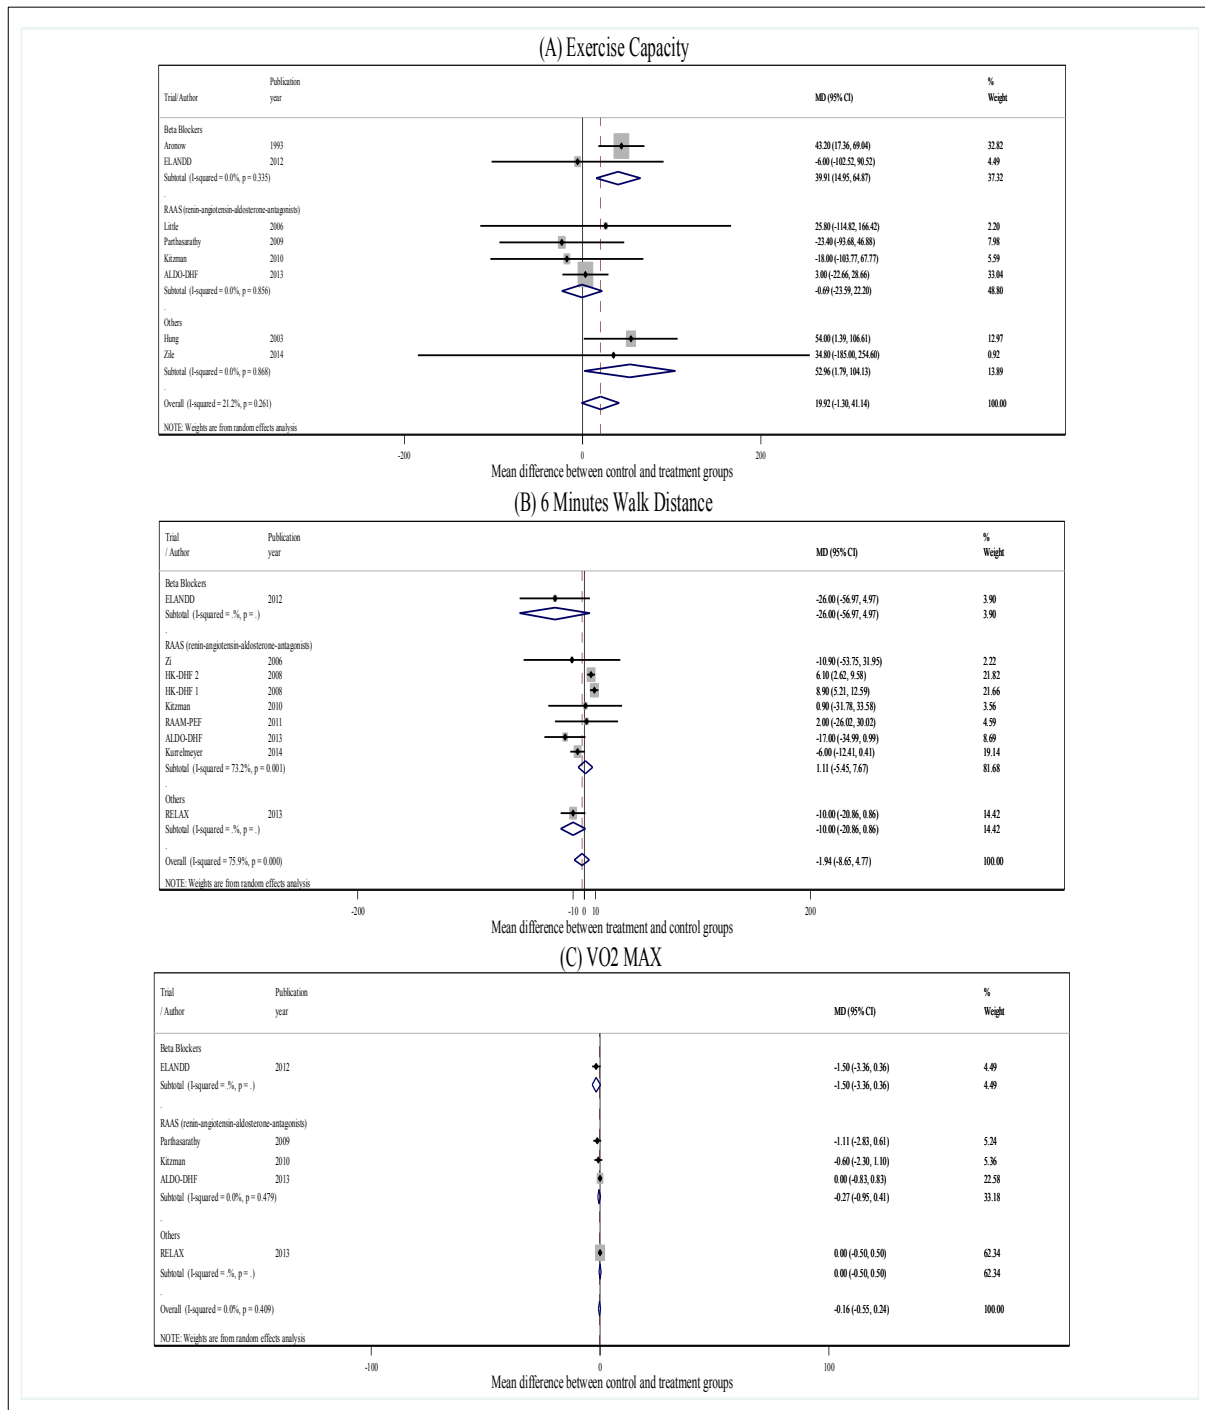 (A) Exercise Capacity
Publication %
Trial/Author year MD (95% CI) Weight
Beta Blockers
Aronow 1993 43.20 (17.36, 69.04) 32.82
ELANDD 2012 -6.00 (-102.52, 90.52) 4.49
Subtotal (I-squared = 0.0%, p = 0.335) 39.91 (14.95, 64.87) 37.32
.
RAAS (renin-angiotensin-aldosterone-antagonists)
Little 2006 25.80 (-114.82, 166.42) 2.20
Parthasarathy 2009 -23.40 (-93.68, 46.88) 7.98
Kitzman 2010 -18.00 (-103.77, 67.77) 5.59
ALDO-DHF 2013 3.00 (-22.66, 28.66) 33.04
Subtotal (I-squared = 0.0%, p = 0.856) -0.69 (-23.59, 22.20) 48.80
.
Others
Hung 2003 54.00 (1.39, 106.61) 12.97
Zile 2014 34.80 (-185.00, 254.60) 0.92
Subtotal (I-squared = 0.0%, p = 0.868) 52.96 (1.79, 104.13) 13.89
.
Overall (I-squared = 21.2%, p = 0.261) 19.92 (-1.30, 41.14) 100.00
NOTE: Weights are from random effects analysis
-200 0 200
Mean difference between control and treatment groups
(B) 6 Minutes Walk Distance
Trial Publication %
/ Author year MD (95% CI) Weight
Beta Blockers
ELANDD 2012 -26.00 (-56.97, 4.97) 3.90
Subtotal (I-squared = .%, p = .) -26.00 (-56.97, 4.97) 3.90
.
RAAS (renin-angiotensin-aldosterone-antagonists)
Zi 2006 -10.90 (-53.75, 31.95) 2.22
HK-DHF 2 2008 6.10 (2.62, 9.58) 21.82
HK-DHF 1 2008 8.90 (5.21, 12.59) 21.66
Kitzman 2010 0.90 (-31.78, 33.58) 3.56
RAAM-PEF 2011 2.00 (-26.02, 30.02) 4.59
ALDO-DHF 2013 -17.00 (-34.99, 0.99) 8.69
Kurrelmeyer 2014 -6.00 (-12.41, 0.41) 19.14
Subtotal (I-squared = 73.2%, p = 0.001) 1.11 (-5.45, 7.67) 81.68
.
Others
RELAX 2013 -10.00 (-20.86, 0.86) 14.42
Subtotal (I-squared = .%, p = .) -10.00 (-20.86, 0.86) 14.42
.
Overall (I-squared = 75.9%, p = 0.000) -1.94 (-8.65, 4.77) 100.00
NOTE: Weights are from random effects analysis
-200 -10 0 10 200
Mean difference between treatment and control groups
(C) VO2 MAX
Trial Publication %
/ Author year MD (95% CI) Weight
Beta Blockers
ELANDD 2012 -1.50 (-3.36, 0.36) 4.49
Subtotal (I-squared = .%, p = .) -1.50 (-3.36, 0.36) 4.49
.
RAAS (renin-angiotensin-aldosterone-antagonists)
Parthasarathy 2009 -1.11 (-2.83, 0.61) 5.24
Kitzman 2010 -0.60 (-2.30, 1.10) 5.36
ALDO-DHF 2013 0.00 (-0.83, 0.83) 22.58
Subtotal (I-squared = 0.0%, p = 0.479) -0.27 (-0.95, 0.41) 33.18
.
Others
RELAX 2013 0.00 (-0.50, 0.50) 62.34
Subtotal (I-squared = .%, p = .) 0.00 (-0.50, 0.50) 62.34
.
Overall (I-squared = 0.0%, p = 0.409) -0.16 (-0.55, 0.24) 100.00
NOTE: Weights are from random effects analysis
-100 0 100
Mean difference between control and treatment groups